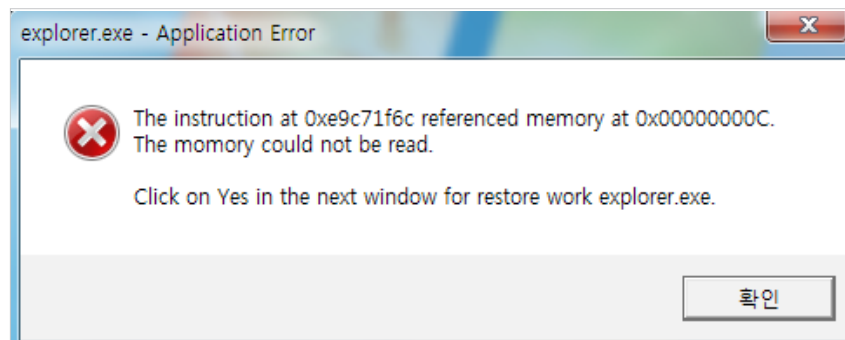 explorer.exe - Application Error
The instruction at 0xe9c71f6c referenced memory at 0x00000000C.
The momory could not be read.
Click on Yes in the next window for restore work explorer.exe.
확인